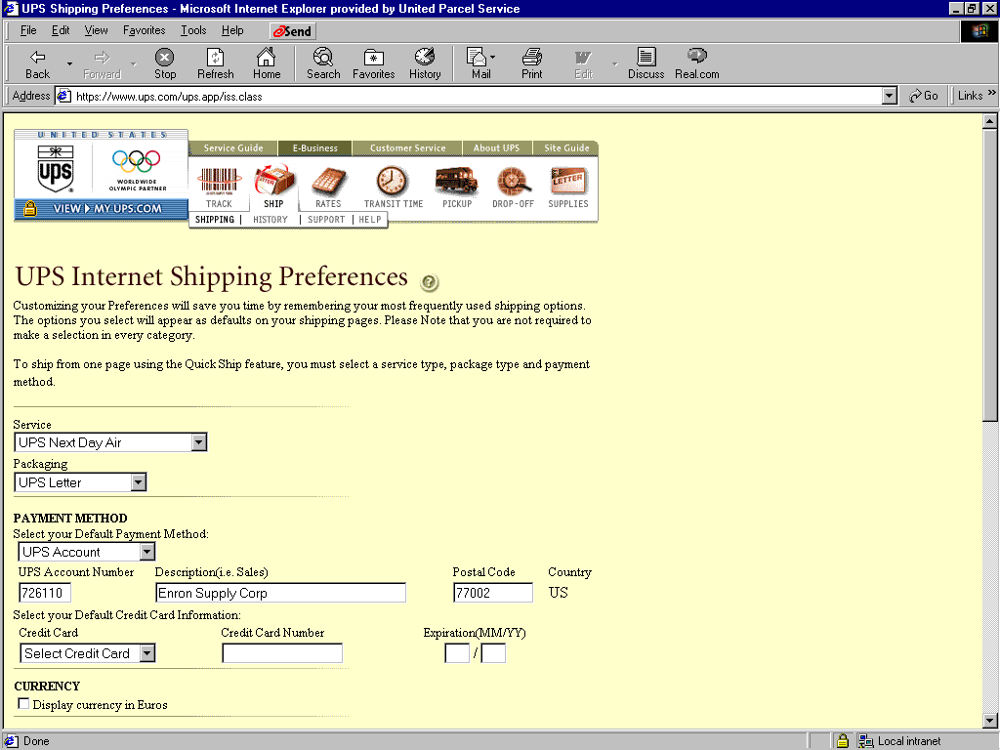 UPS Shipping Preferences - Microsoft Internet Explorer provided by United Parcel Service
File Edit View Favorites Tools Help Send
Back Forward Stop Refresh Home Search Favorites History Mail Print Edit Discuss Real.com
Address https://www.ups.com/ups.app/iss.class Go Links »
UNITED STATES
Service Guide E-Business Customer Service About UPS Site Guide
ups
WORLDWIDE
OLYMPIC PARTNER
LETTER LETTER
TRACK SHIP RATES TRANSIT TIME PICKUP DROP-OFF SUPPLIES
VIEW MY UPS.COM
SHIPPING | HISTORY | SUPPORT | HELP
UPS Internet Shipping Preferences ?
Customizing your Preferences will save you time by remembering your most frequently used shipping options.
The options you select will appear as defaults on your shipping pages. Please Note that you are not required to
make a selection in every category.
To ship from one page using the Quick Ship feature, you must select a service type, package type and payment
method.
Service
UPS Next Day Air
Packaging
UPS Letter
PAYMENT METHOD
Select your Default Payment Method:
UPS Account
UPS Account Number Description(i.e. Sales) Postal Code Country
726110 Enron Supply Corp 77002 US
Select your Default Credit Card Information:
Credit Card Credit Card Number Expiration(MM/YY)
Select Credit Card /
CURRENCY
Display currency in Euros
Done Local intranet